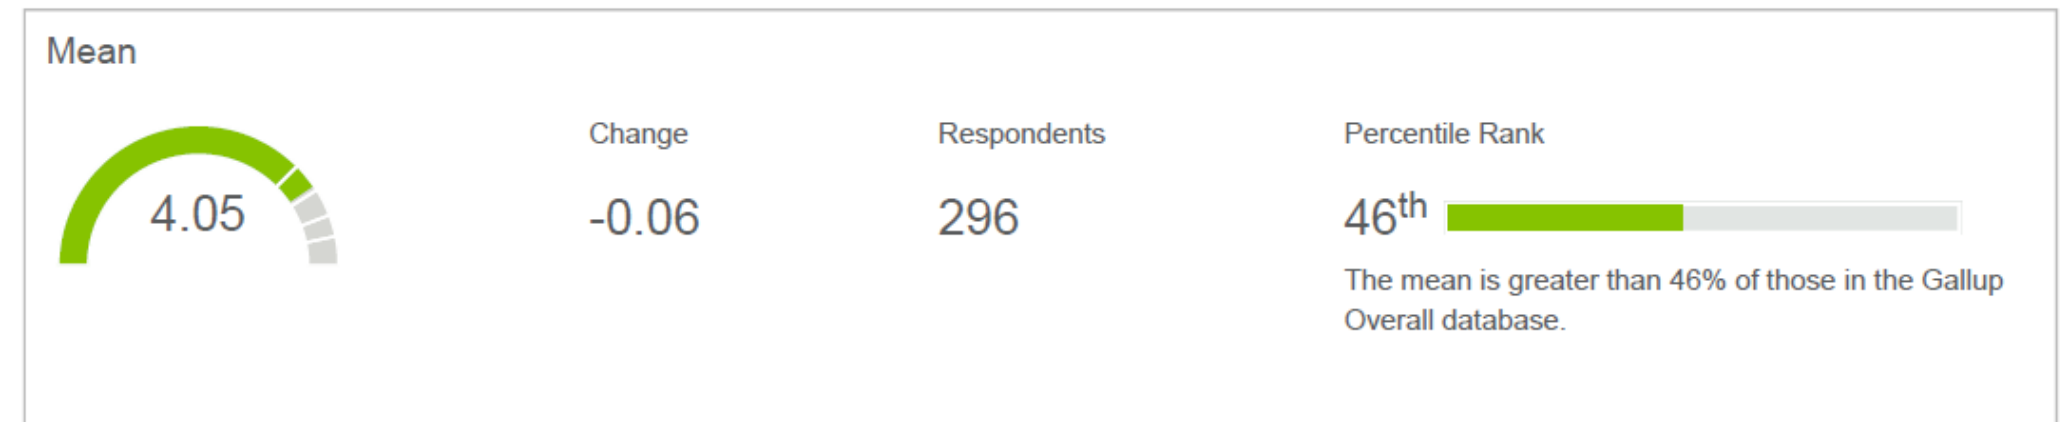 Mean
4.05
Change
-0.06
Respondents
296
Percentile Rank
46th
The mean is greater than 46% of those in the Gallup
Overall database.